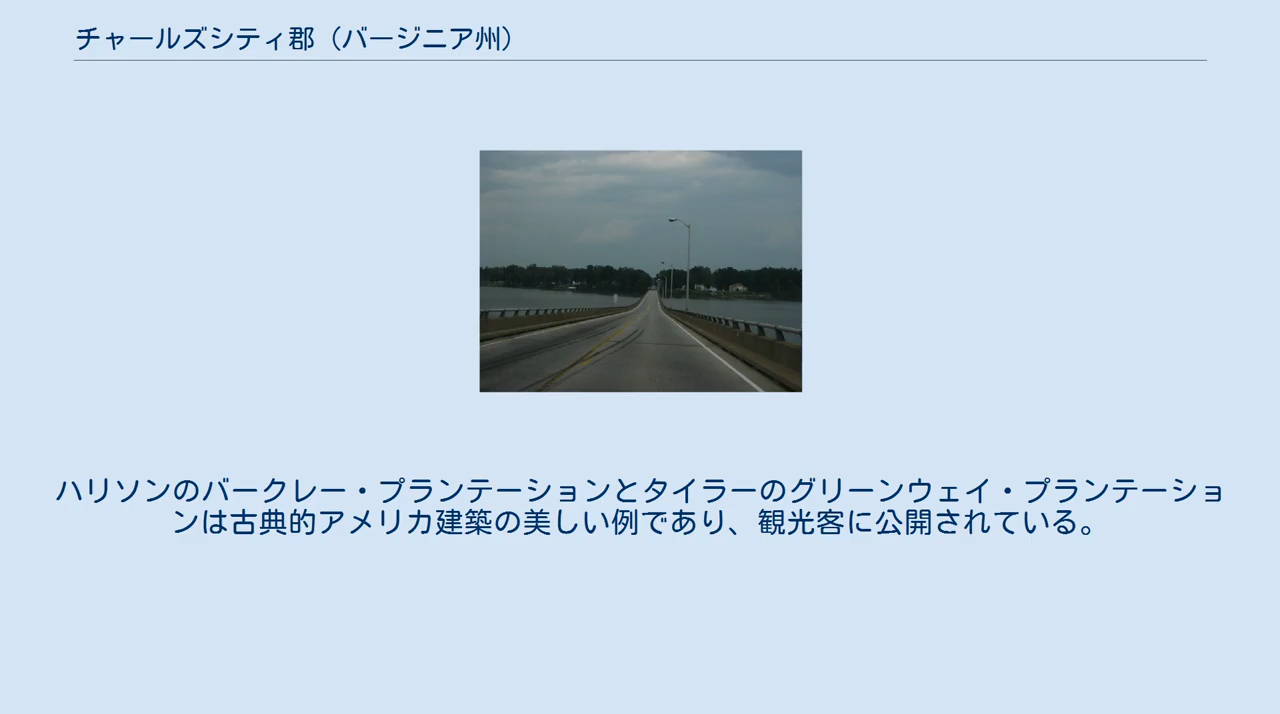 チャールズシティ郡（バージニア州）
ハリソンのバークレー・プランテーションとタイラーのグリーンウェイ・プランテーショ
ンは古典的アメリカ建築の美しい例であり、観光客に公開されている。